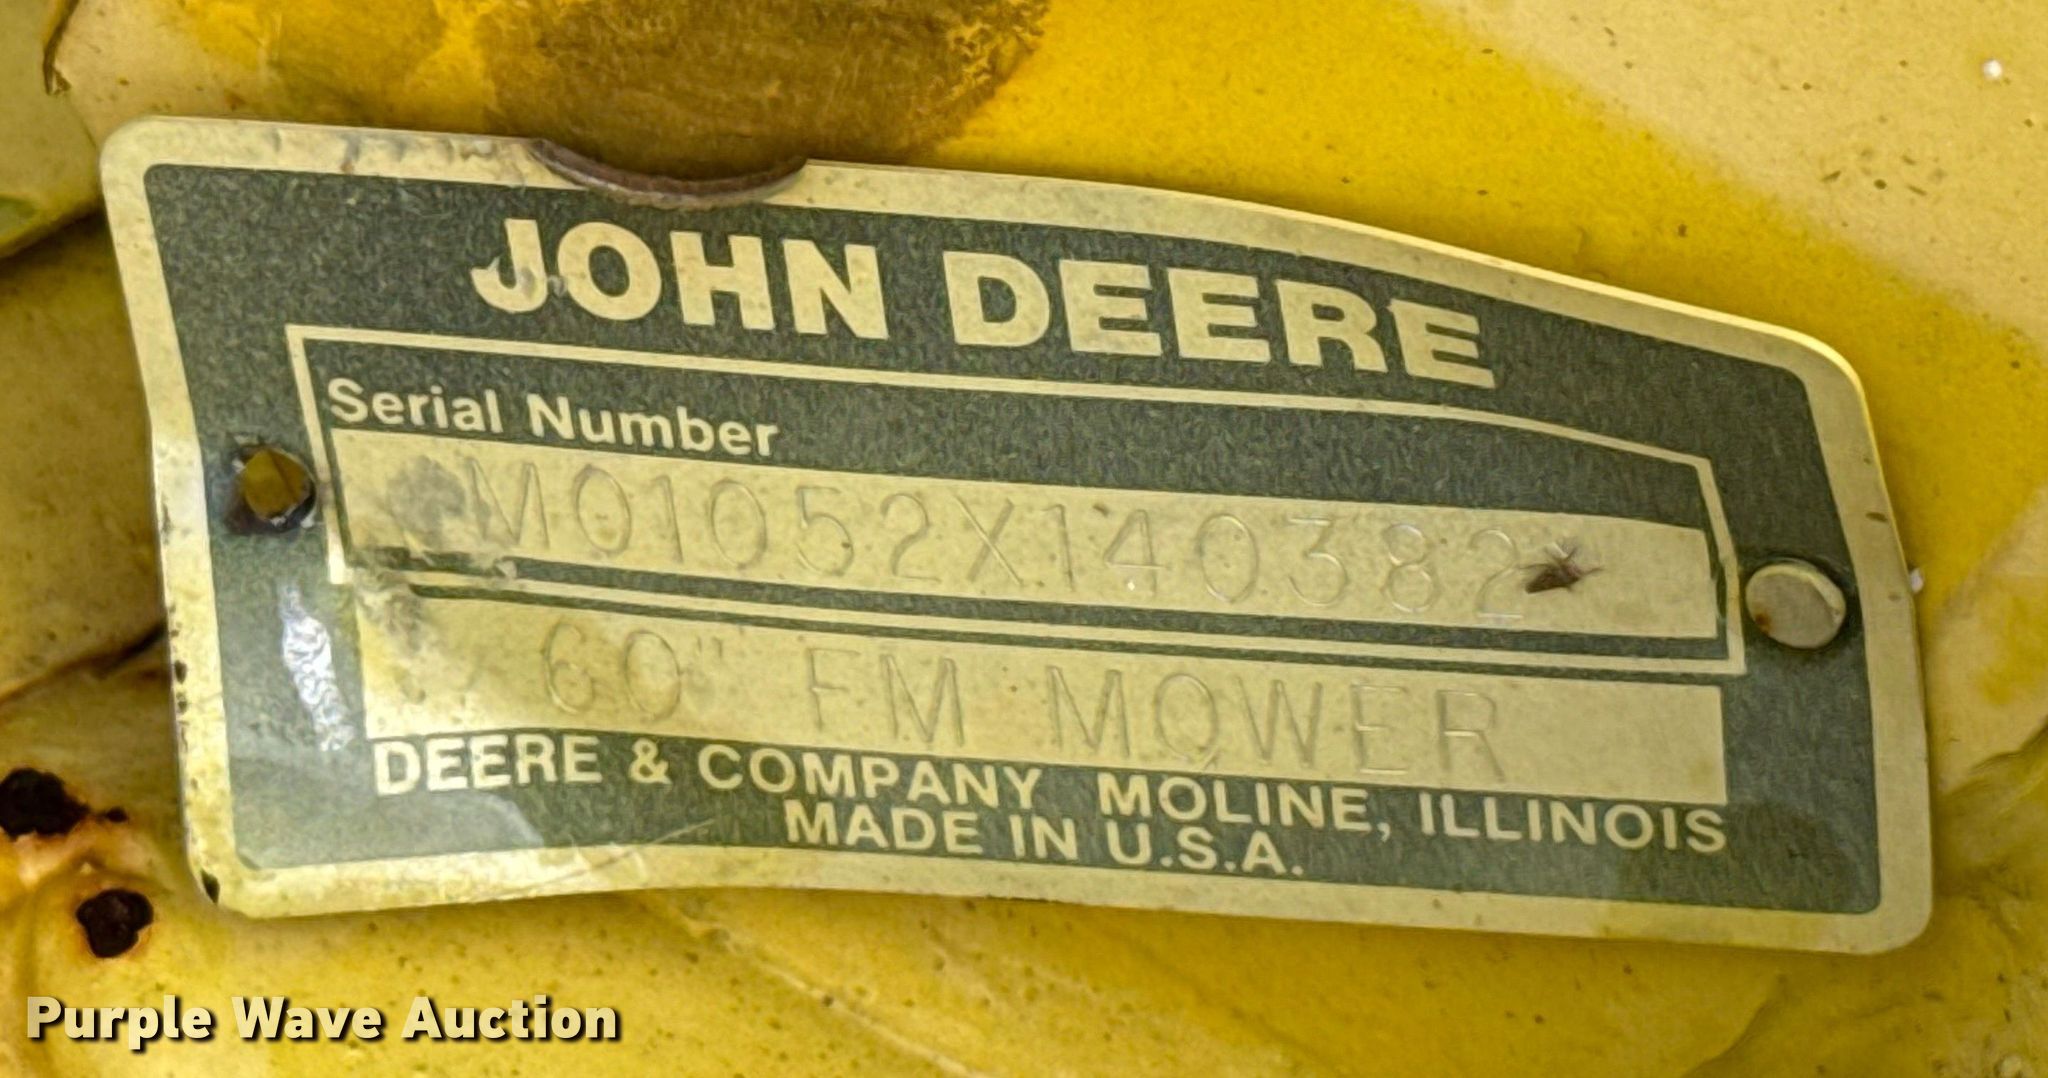 JOHN DEERE
Serial Number
M01052X140382
60" FM MOWER
DEERE & COMPANY MOLINE, ILLINOIS
MADE IN U.S.A.
Purple Wave Auction